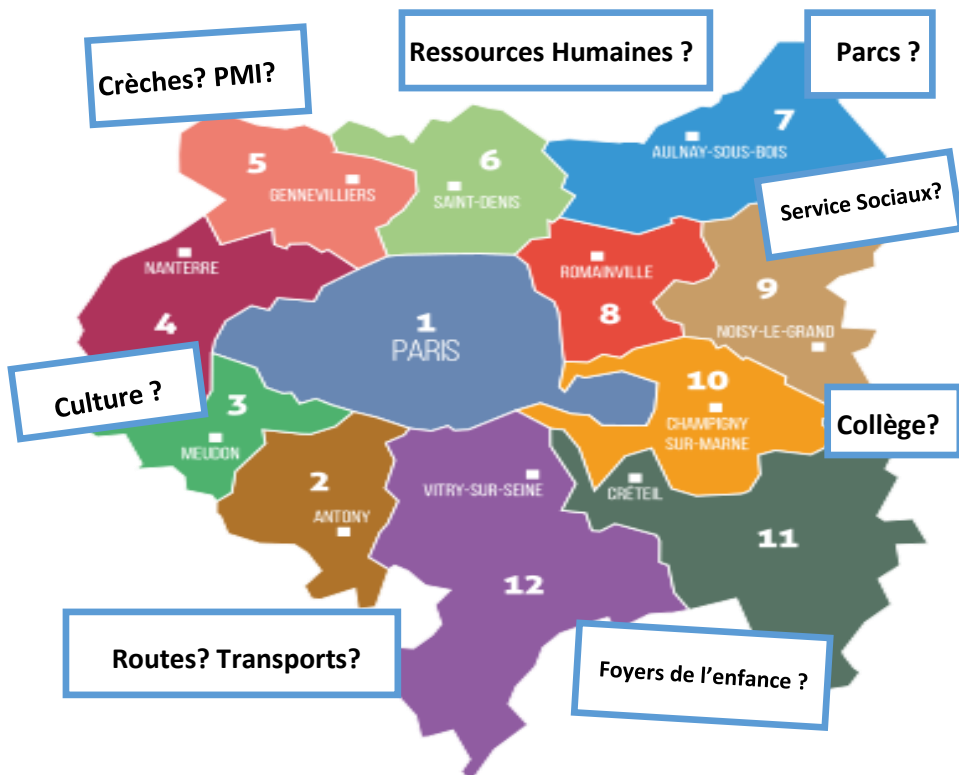 Ressources Humaines ?
Parcs ?
Crèches? PMI?
7
AULNAY-SOUS-BOIS
5
GENNEVILLIERS
6
SAINT-DENIS
Service Sociaux?
NANTERRE
4
ROMAINVILLE
8
9
NOISY-LE-GRAND
1
PARIS
Culture ?
3
MEUDON
10
CHAMPIGNY
SUR-MARNE
Collège?
2
ANTONY
VITRY-SUR-SEINE
12
CRÉTEIL
11
Routes? Transports?
Foyers de l’enfance ?